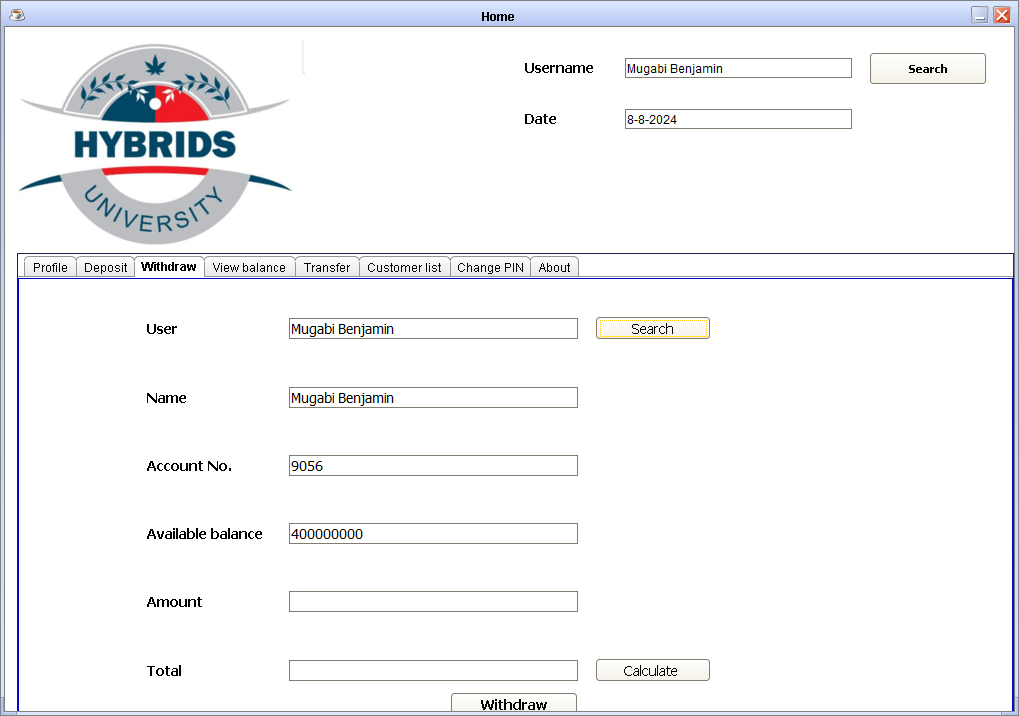 Home
HYBRIDS
UNIVERSITY
Username Mugabi Benjamin Search
Date 8-8-2024
Profile Deposit Withdraw View balance Transfer Customer list Change PIN About
User Mugabi Benjamin Search
Name Mugabi Benjamin
Account No. 9056
Available balance 400000000
Amount
Total Calculate
Withdraw